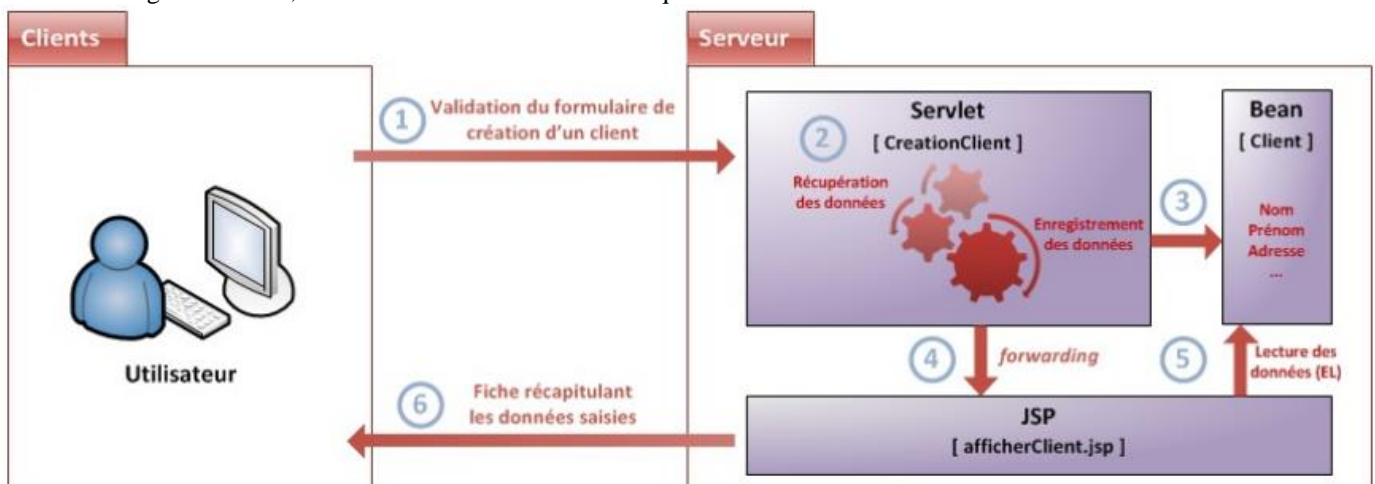 Clients
Serveur
1
Validation du formulaire de
création d'un client
Utilisateur
Servlet
[ CreationClient ]
2
Récupération
des données
Enregistrement
des données
3
Bean
[ Client ]
Nom
Prénom
Adresse
...
4
forwarding
5
Lecture des
données (EL)
6
Fiche récapitulant
les données saisies
JSP
[ afficherClient.jsp ]